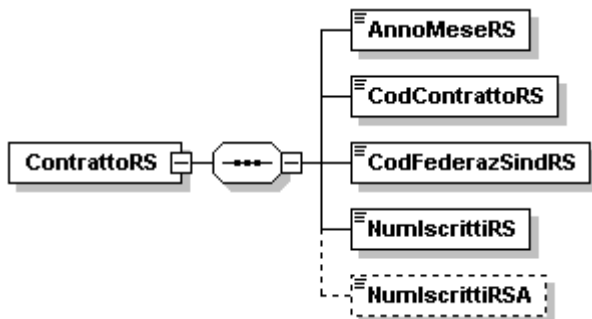 AnnoMeseRS
CodContrattoRS
ContrattoRS
CodFederazSindRS
NumIscrittiRS
NumIscrittiRSA